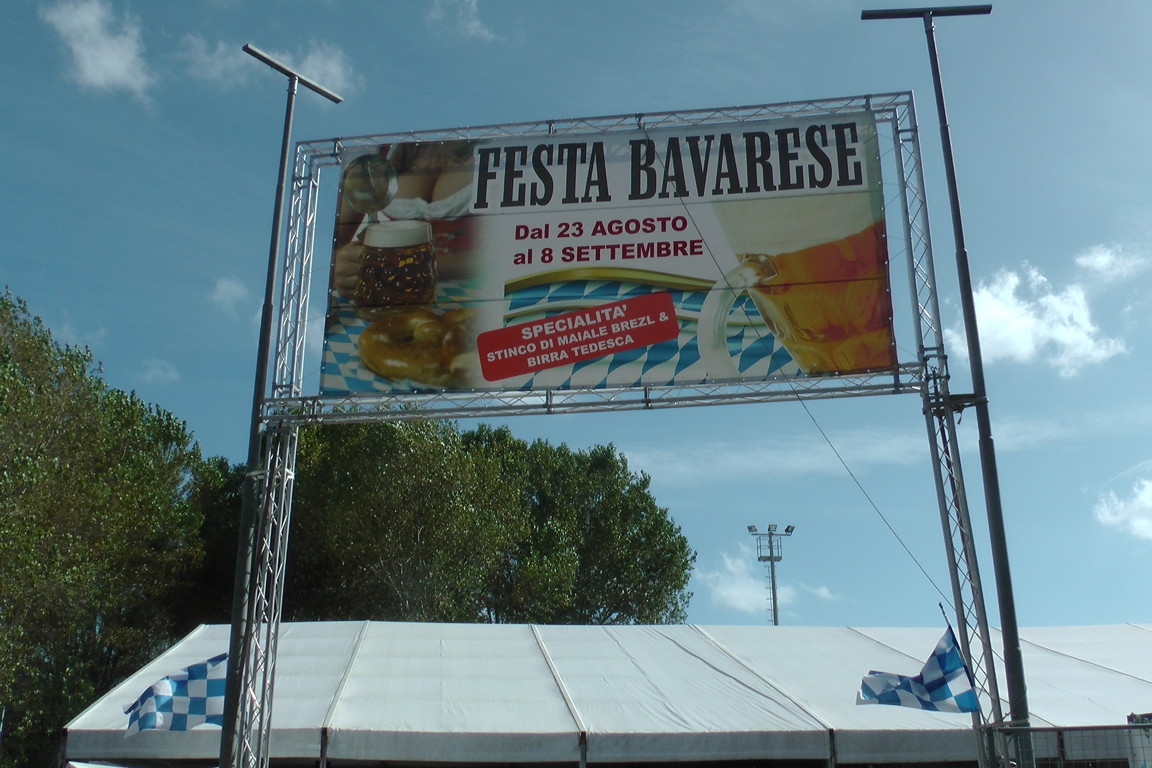 FESTA BAVARESE
Dal 23 AGOSTO
al 8 SETTEMBRE
SPECIALITA'
STINCO DI MAIALE BREZL &
BIRRA TEDESCA